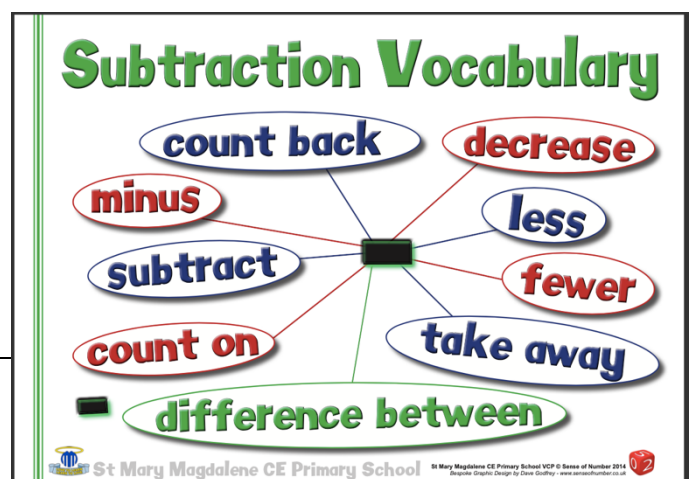 Subtraction Vocabulary
count back
decrease
minus
less
subtract
fewer
count on
take away
difference between
St Mary Magdalene CE Primary School
St Mary Magdalene CE Primary School VCP © Sense of Number 2014
Bespoke Graphic Design by Dave Godfrey - www.senseofnumber.co.uk